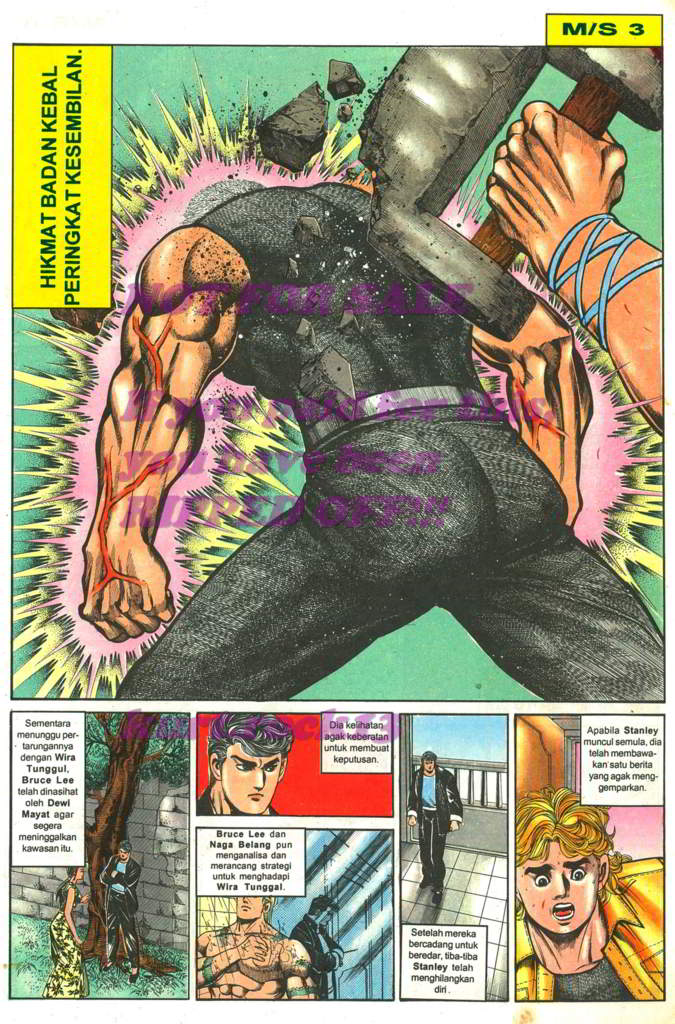 M/S 3
HIKMAT BADAN KEBAL
PERINGKAT KESEMBILAN.
NOT FOR SALE
If you paid for this,
you have been
RIPPED OFF!!!
Sementara
menunggu per-
tarungannya
dengan Wira
Tunggul,
Bruce Lee
telah dinasihat
oleh Dewi
Mayat agar
segera
meninggalkan
kawasan itu.
Dia kelihatan
agak keberatan
untuk membuat
keputusan.
Bruce Lee dan
Naga Belang pun
menganalisa dan
merancang strategi
untuk menghadapi
Wira Tunggal.
Setelah mereka
bercadang untuk
beredar, tiba-tiba
Stanley telah
menghilangkan
diri.
Apabila Stanley
muncul semula, dia
telah membawa-
kan satu berita
yang agak meng-
gemparkan.